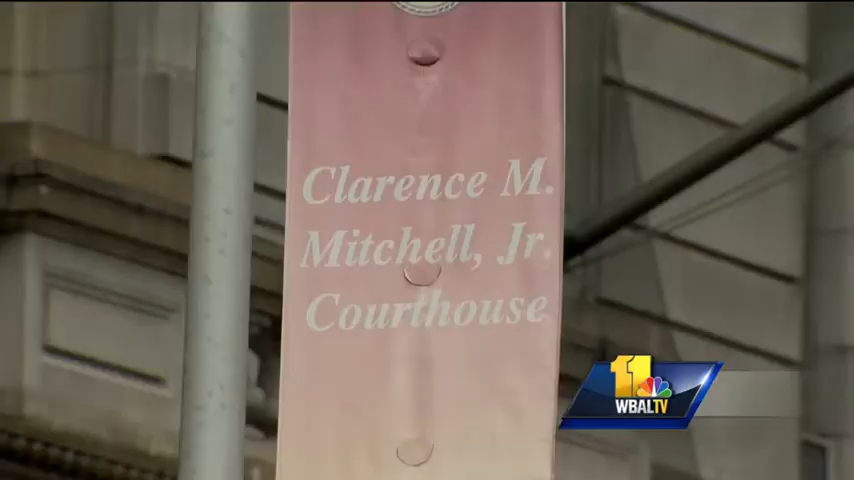 Clarence M.
Mitchell, Jr.
Courthouse
11
WBALTV